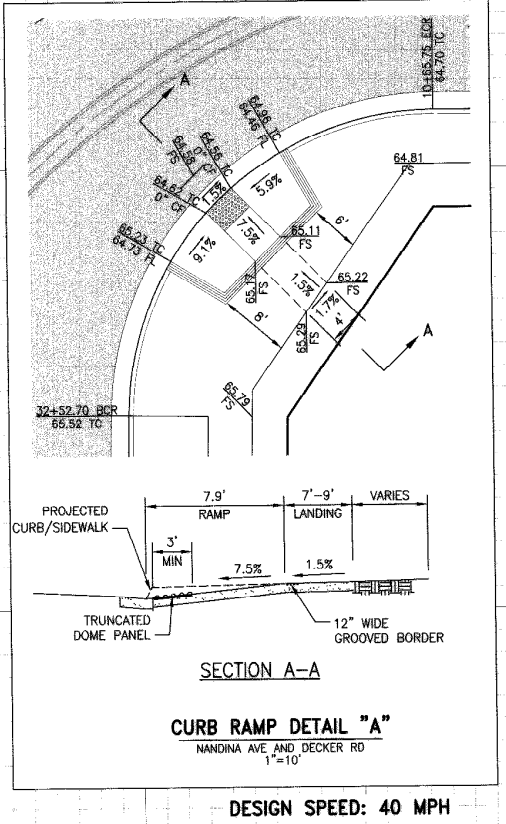 10+65.75 ECR
64.70 TC
A
64.96 TC
64.46 FL
64.56 TC
0" CF
64.58
FS
64.67 TC
0" CF
1.5%
5.9%
64.81
FS
65.23 TC
64.73 FL
9.1%
7.5%
65.11
FS
6'
65.17
FS
1.5%
65.22
FS
1.7%
4'
8'
65.29
FS
A
65.79
FS
32+52.70 BCR
65.52 TC
7.9'
RAMP
7'-9'
LANDING
VARIES
PROJECTED
CURB/SIDEWALK
3'
MIN
7.5%
1.5%
TRUNCATED
DOME PANEL
12" WIDE
GROOVED BORDER
SECTION A-A
CURB RAMP DETAIL "A"
NANDINA AVE AND DECKER RD
1"=10'
DESIGN SPEED: 40 MPH